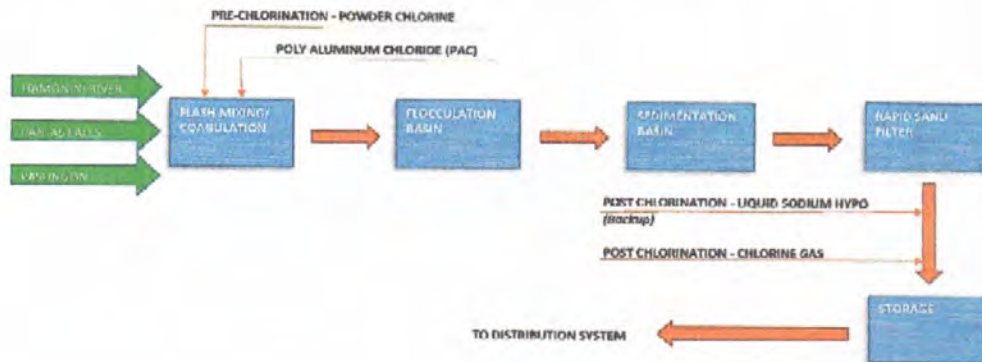 PRE-CHLORINATION - POWDER CHLORINE
POLY ALUMINUM CHLORIDE (PAC)
RIVER
FLASH MIXING/
COAGULATION
FLOCCULATION
BASIN
SEDIMENTATION
BASIN
RAPID SAND
FILTER
POST CHLORINATION - LIQUID SODIUM HYPO
(Backup)
POST CHLORINATION - CHLORINE GAS
STORAGE
TO DISTRIBUTION SYSTEM